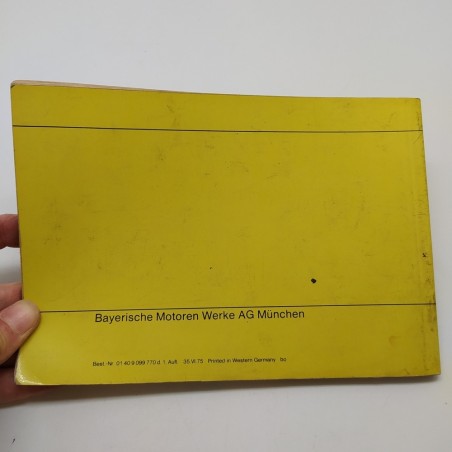 Bayerische Motoren Werke AG München
Best.-Nr. 01 40 9 099 770 d. 1. Aufl. 35.VI.75 Printed in Western Germany